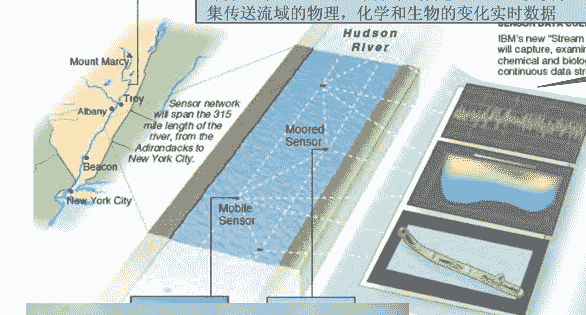 集传送流域的物理，化学和生物的变化实时数据
Hudson
River
IBM's new "Stream
will capture, examin
chemical and biolog
continuous data str
Mount Marcy
Albany
Troy
Sensor network
will span the 315
mile length of the
river, from the
Adirondacks to
New York City.
Beacon
New York City
Moored
Sensor
Mobile
Sensor